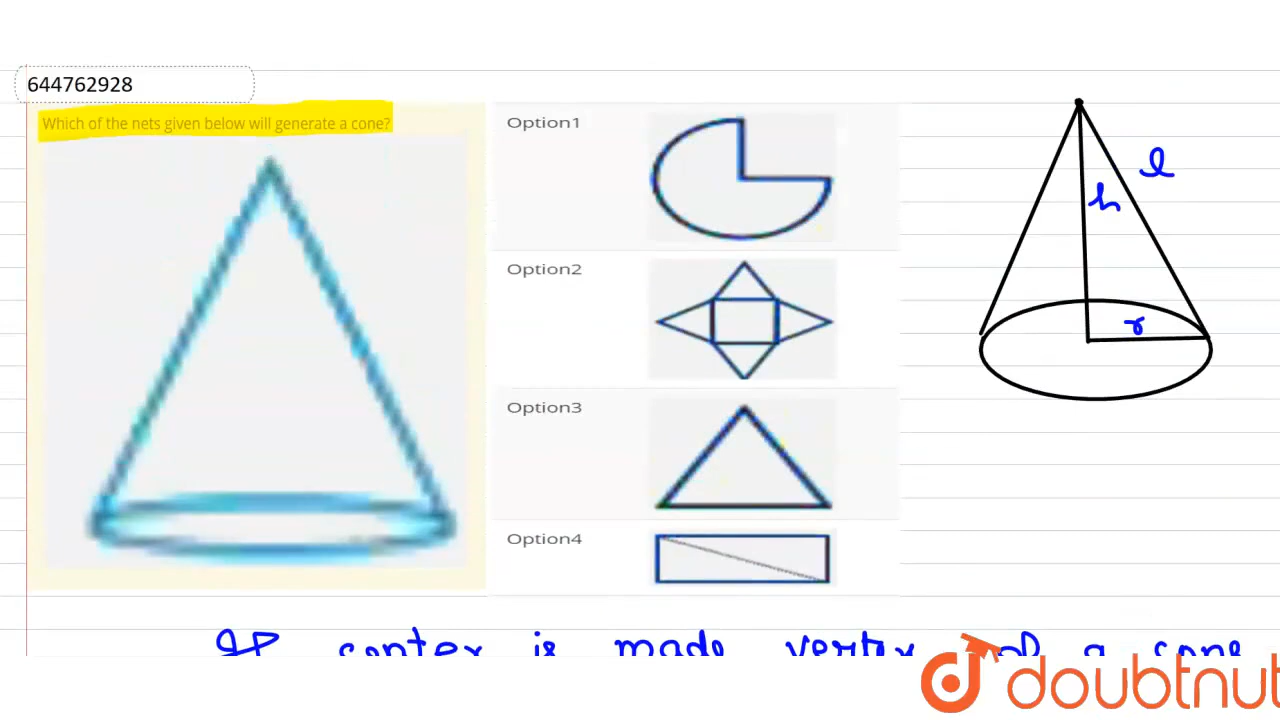 644762928
Which of the nets given below will generate a cone?
Option1
Option2
Option3
Option4
l
h
r
If center is made vertex of a cone
doubtnut